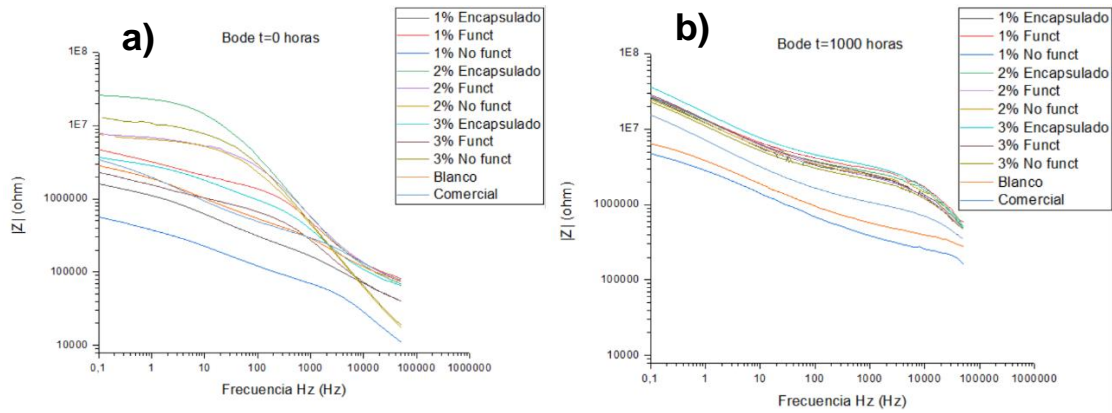 a)
Bode t=0 horas
1% Encapsulado
1% Funct
1% No funct
2% Encapsulado
2% Funct
2% No funct
3% Encapsulado
3% Funct
3% No funct
Blanco
Comercial
1E8
1E7
1000000
100000
10000
|Z| (ohm)
0,1 1 10 100 1000 10000 100000 1000000
Frecuencia Hz (Hz)
b)
Bode t=1000 horas
1% Encapsulado
1% Funct
1% No funct
2% Encapsulado
2% Funct
2% No funct
3% Encapsulado
3% Funct
3% No funct
Blanco
Comercial
1E8
1E7
1000000
100000
10000
|Z| (ohm)
0,1 1 10 100 1000 10000 100000 1000000
Frecuencia Hz (Hz)